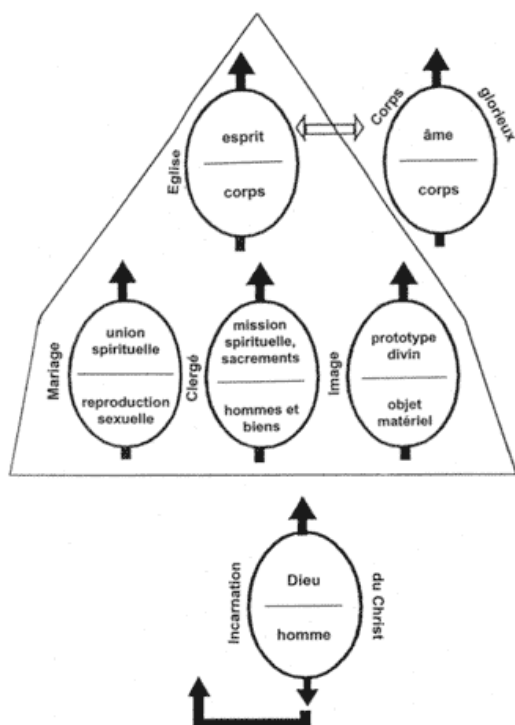 Eglise
esprit
corps
Corps
glorieux
âme
corps
Mariage
union
spirituelle
reproduction
sexuelle
Clergé
mission
spirituelle,
sacrements
hommes et
biens
Image
prototype
divin
objet
matériel
Incarnation
du Christ
Dieu
homme